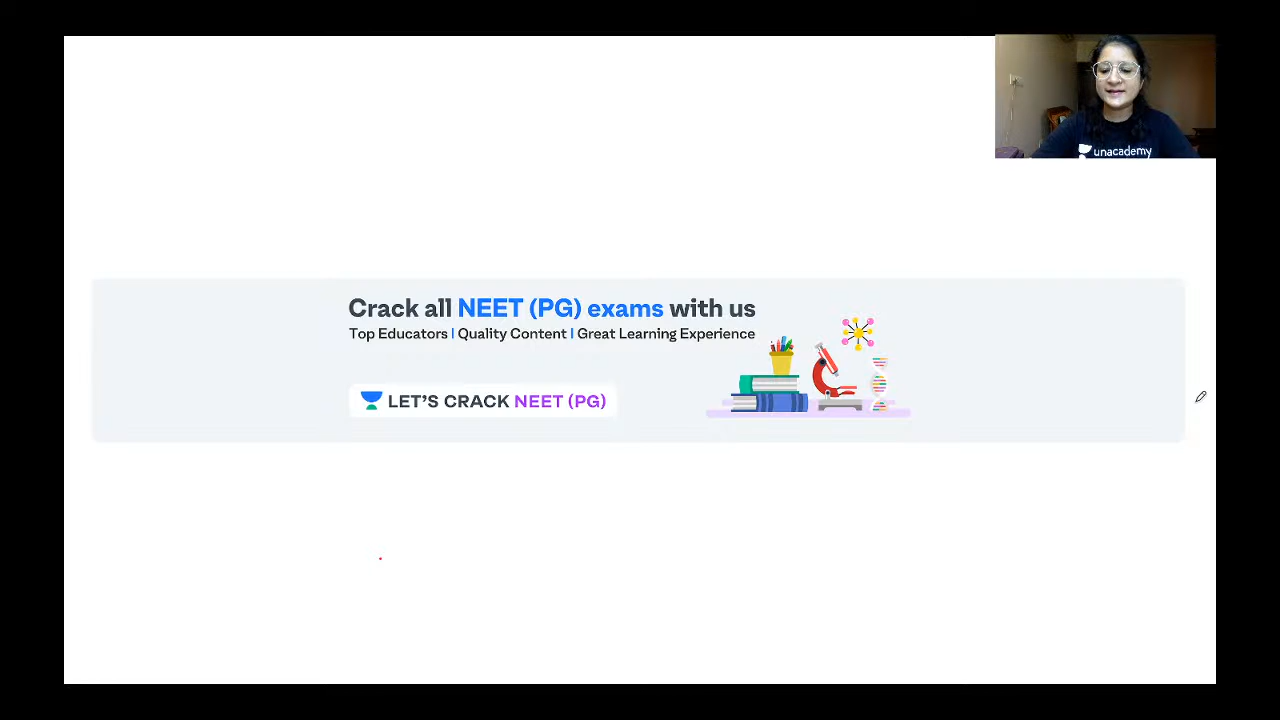 unacademy
Crack all NEET (PG) exams with us
Top Educators | Quality Content | Great Learning Experience
LET'S CRACK NEET (PG)